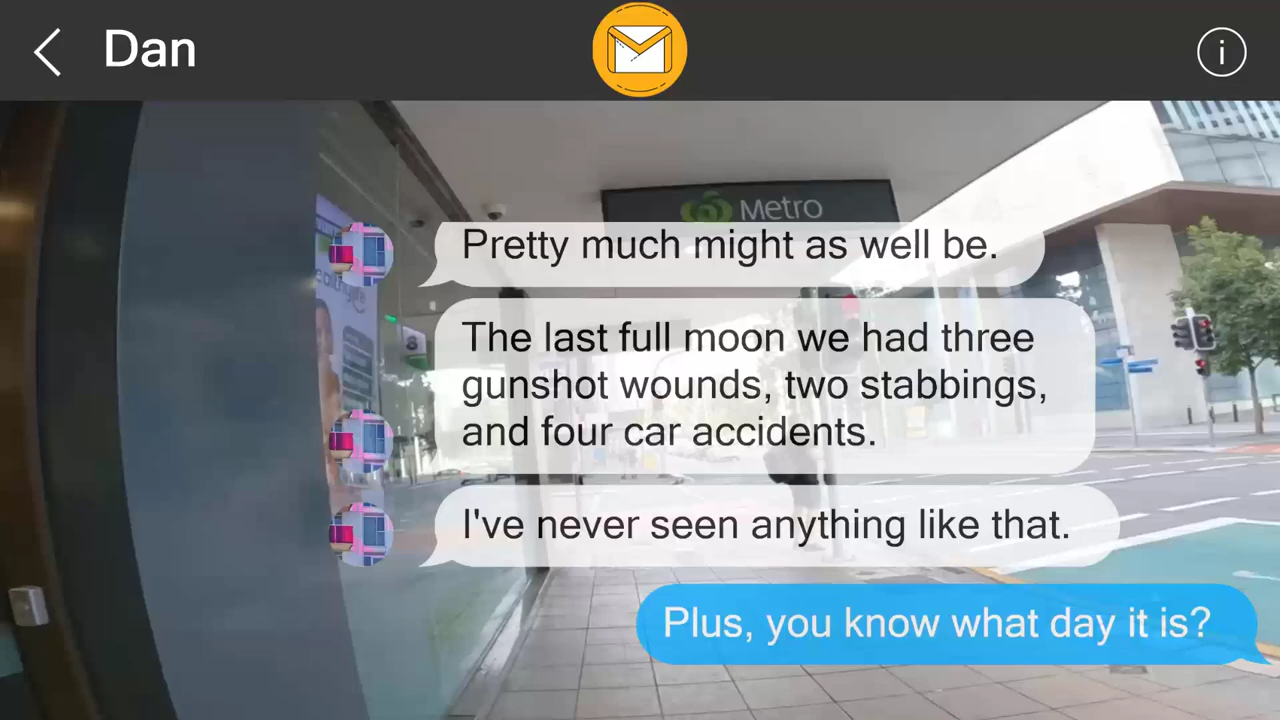 Dan
i
Metro
Pretty much might as well be.
The last full moon we had three
gunshot wounds, two stabbings,
and four car accidents.
I've never seen anything like that.
Plus, you know what day it is?